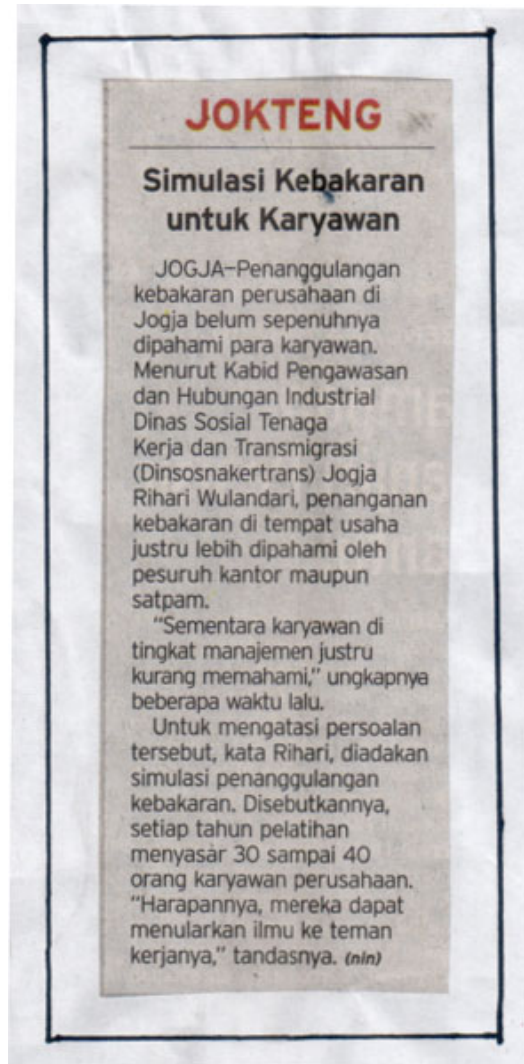 JOKTENG
Simulasi Kebakaran
untuk Karyawan
JOGJA–Penanggulangan
kebakaran perusahaan di
Jogja belum sepenuhnya
dipahami para karyawan.
Menurut Kabid Pengawasan
dan Hubungan Industrial
Dinas Sosial Tenaga
Kerja dan Transmigrasi
(Dinsosnakertrans) Jogja
Rihari Wulandari, penanganan
kebakaran di tempat usaha
justru lebih dipahami oleh
pesuruh kantor maupun
satpam.
“Sementara karyawan di
tingkat manajemen justru
kurang memahami,” ungkapnya
beberapa waktu lalu.
Untuk mengatasi persoalan
tersebut, kata Rihari, diadakan
simulasi penanggulangan
kebakaran. Disebutkannya,
setiap tahun pelatihan
menyasar 30 sampai 40
orang karyawan perusahaan.
“Harapannya, mereka dapat
menularkan ilmu ke teman
kerjanya,” tandasnya. (nin)